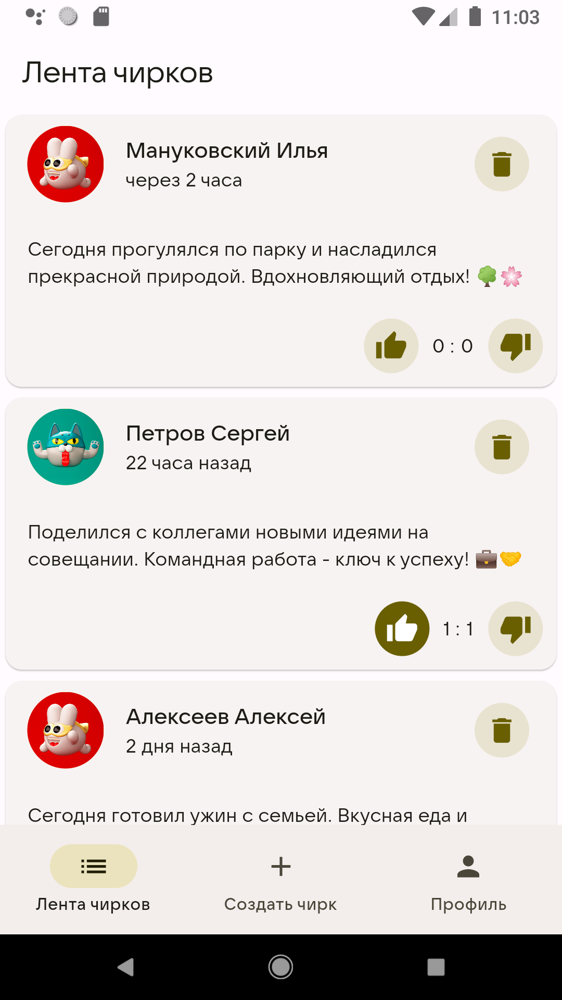 11:03
Лента чирков
Мануковский Илья
через 2 часа
Сегодня прогулялся по парку и насладился
прекрасной природой. Вдохновляющий отдых! 🌳🌸
0 : 0
Петров Сергей
22 часа назад
Поделился с коллегами новыми идеями на
совещании. Командная работа - ключ к успеху! 💼🤝
1 : 1
Алексеев Алексей
2 дня назад
Сегодня готовил ужин с семьей. Вкусная еда и
Лента чирков
Создать чирк
Профиль